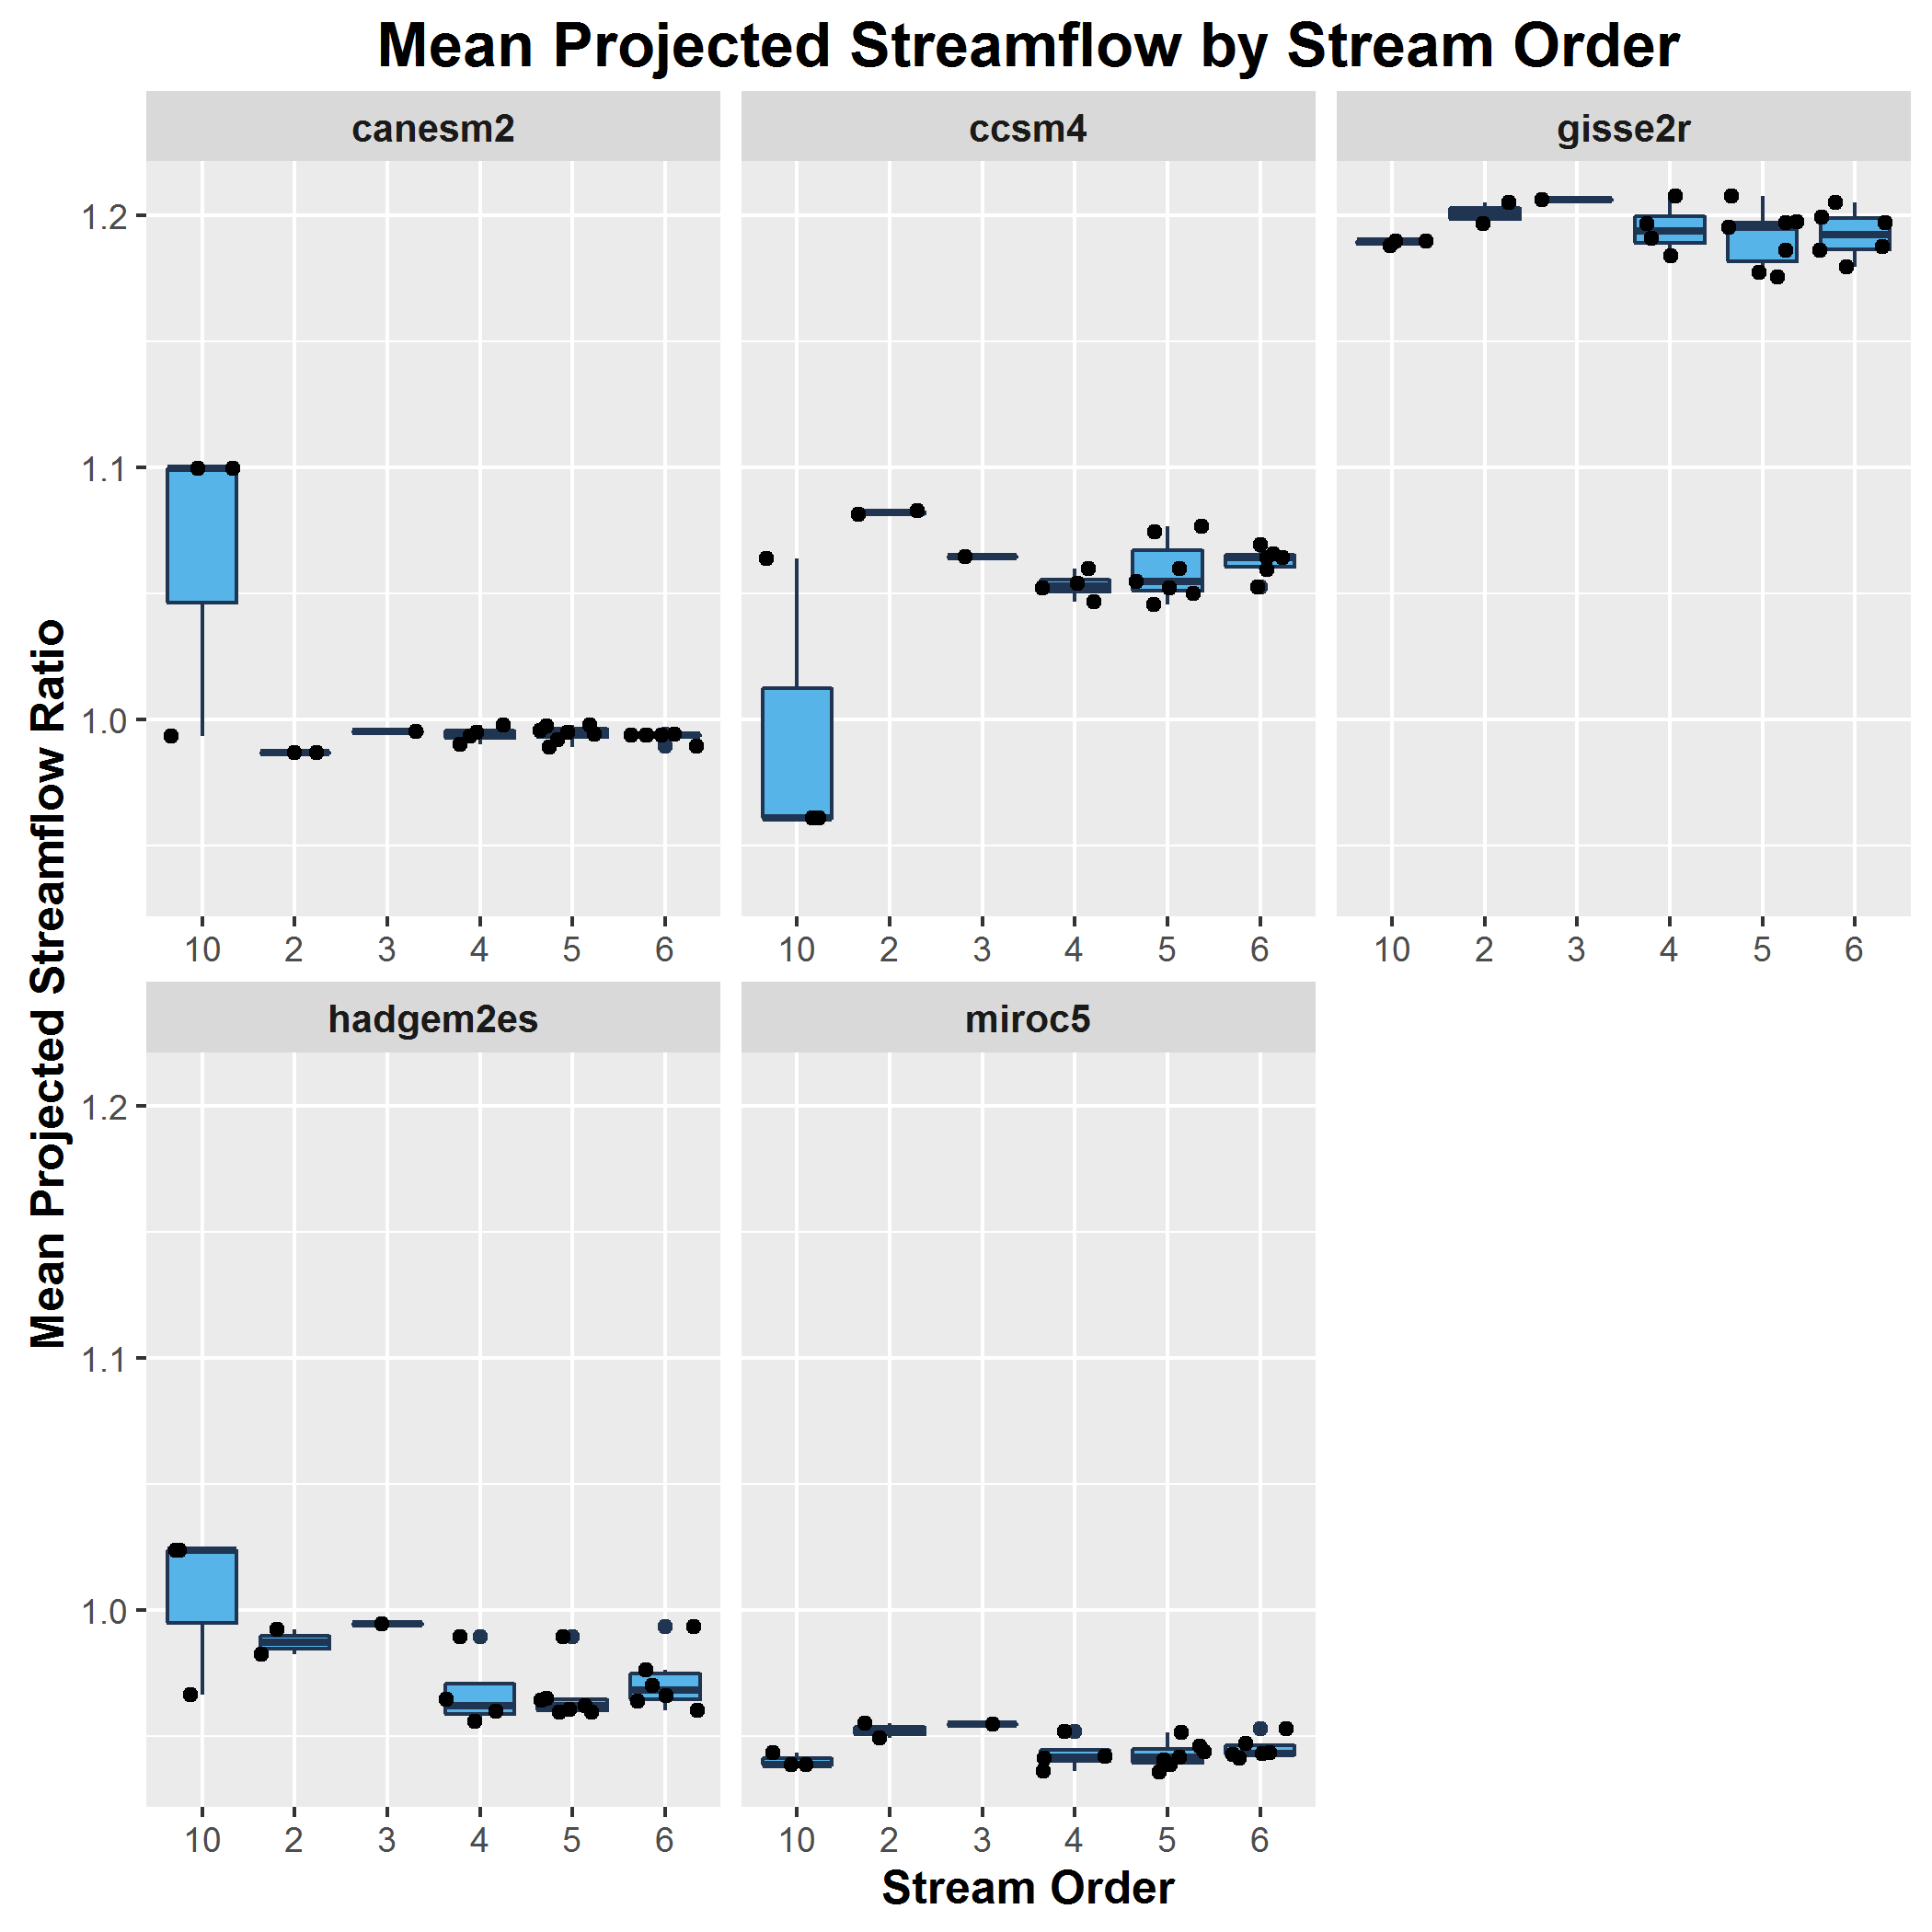 Mean Projected Streamflow by Stream Order
canesm2 ccsm4 gisse2r
1.2
1.1
1.0
10 2 3 4 5 6 10 2 3 4 5 6 10 2 3 4 5 6
Mean Projected Streamflow Ratio
hadgem2es miroc5
1.2
1.1
1.0
10 2 3 4 5 6 10 2 3 4 5 6
Stream Order